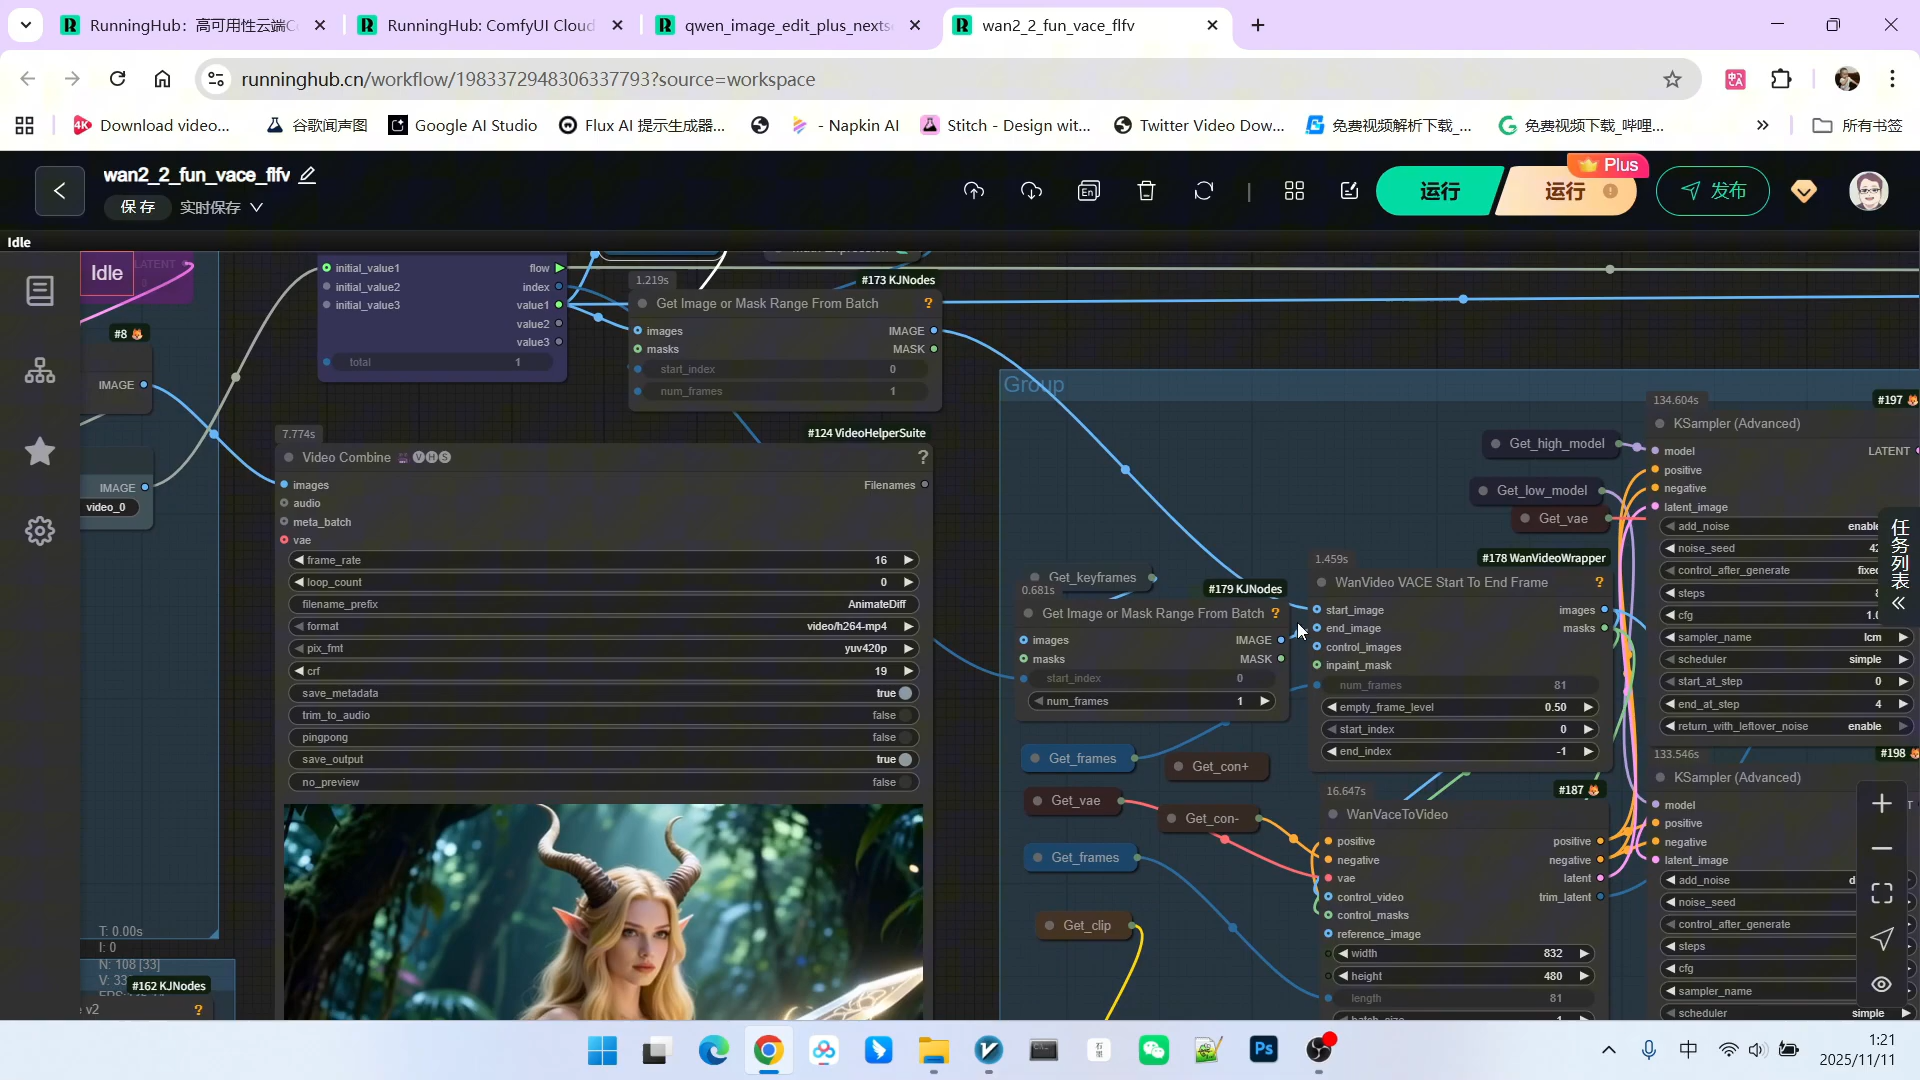 RunningHub: 高可用性云端C
RunningHub: ComfyUI Cloud
qwen_image_edit_plus_nexts
wan2_2_fun_vace_flfv
runninghub.cn/workflow/1983372948306337793?source=workspace
Download video...
谷歌闻声图
Google AI Studio
Flux AI 提示生成器...
- Napkin AI
Stitch - Design wit...
Twitter Video Dow...
免费视频解析下载_...
免费视频下载_哔哩...
所有书签
wan2_2_fun_vace_flfv
保存
实时保存
En
运行
运行
Plus
发布
Idle
Idle
LATENT
#8
IMAGE
IMAGE
video_0
T: 0.00s
I: 0
N: 108 [33]
#162 KJNodes
v2
initial_value1
initial_value2
initial_value3
flow
index
value1
value2
value3
total 1
1.219s
#173 KJNodes
Get Image or Mask Range From Batch ?
images IMAGE
masks MASK
start_index 0
num_frames 1
7.774s
#124 VideoHelperSuite
Video Combine VHS ?
images Filenames
audio
meta_batch
vae
frame_rate 16
loop_count 0
filename_prefix AnimateDiff
format video/h264-mp4
pix_fmt yuv420p
crf 19
save_metadata true
trim_to_audio false
pingpong false
save_output true
no_preview false
Group
Get_keyframes
0.681s
#179 KJNodes
Get Image or Mask Range From Batch ?
images IMAGE
masks MASK
start_index 0
num_frames 1
Get_frames
Get_con+
Get_vae
Get_con-
Get_frames
Get_clip
Get_high_model
Get_low_model
Get_vae
1.459s
#178 WanVideoWrapper
WanVideo VACE Start To End Frame ?
start_image images
end_image masks
control_images
inpaint_mask
num_frames 81
empty_frame_level 0.50
start_index 0
end_index -1
16.647s
#187
WanVaceToVideo
positive positive
negative negative
vae latent
control_video trim_latent
control_masks
reference_image
width 832
height 480
length 81
batch_size 1
134.604s
#197
KSampler (Advanced)
model LATENT
positive
negative
latent_image
add_noise enable
noise_seed 42
control_after_generate fixed
steps 8
cfg 1.0
sampler_name lcm
scheduler simple
start_at_step 0
end_at_step 4
return_with_leftover_noise enable
133.546s
#198
KSampler (Advanced)
model
positive
negative
latent_image
add_noise
noise_seed
control_after_generate
steps
cfg
sampler_name
scheduler simple
任务列表
中
1:21
2025/11/11